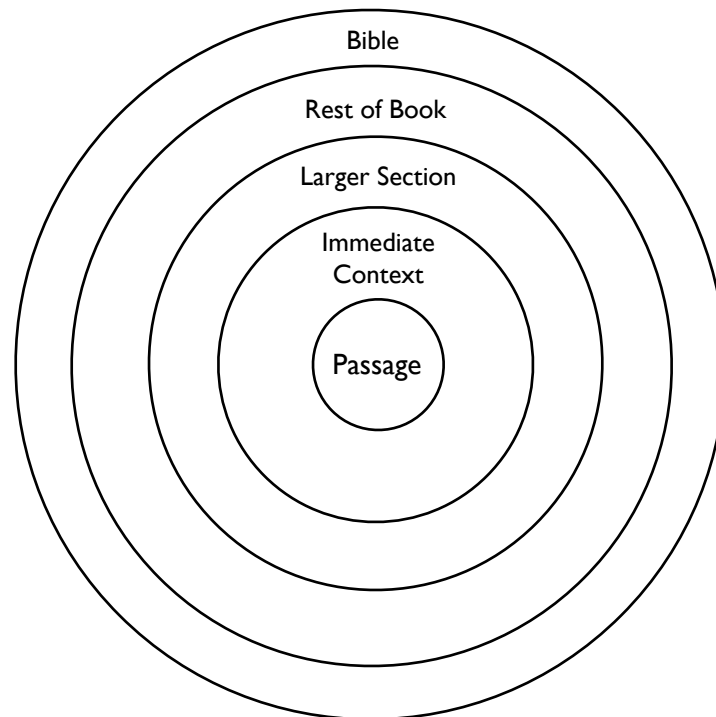 Bible
Rest of Book
Larger Section
Immediate
Context
Passage